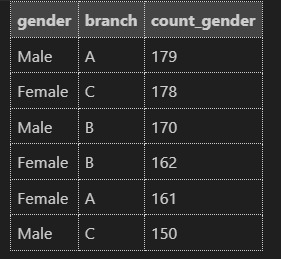 gender branch count_gender
Male A 179
Female C 178
Male B 170
Female B 162
Female A 161
Male C 150